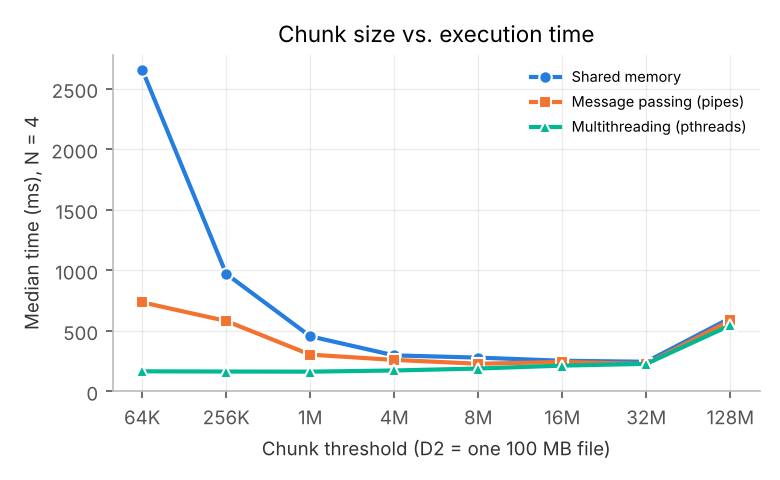 Chunk size vs. execution time
Shared memory
Message passing (pipes)
Multithreading (pthreads)
Median time (ms), N = 4
2500
2000
1500
1000
500
0
64K 256K 1M 4M 8M 16M 32M 128M
Chunk threshold (D2 = one 100 MB file)